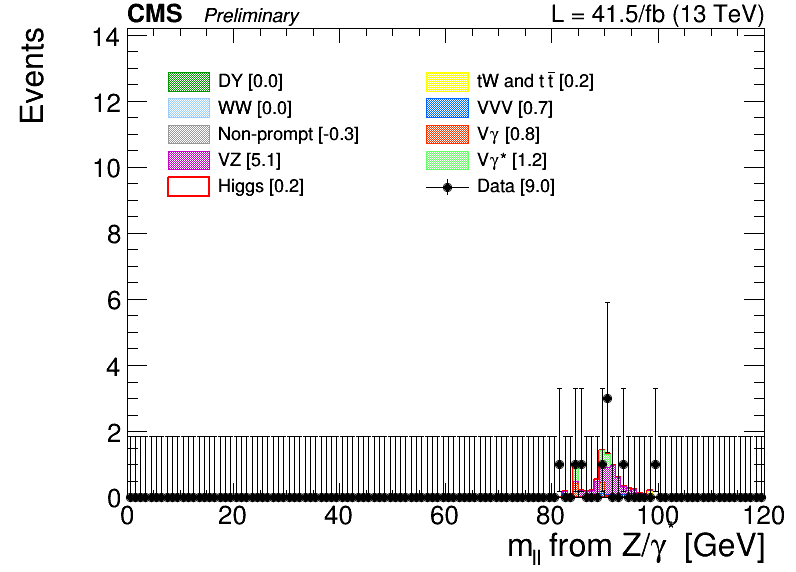 CMS Preliminary L = 41.5/fb (13 TeV)
Events
14
12
10
8
6
4
2
0
DY [0.0]
WW [0.0]
Non-prompt [-0.3]
VZ [5.1]
Higgs [0.2]
tW and tt̅ [0.2]
VVV [0.7]
Vγ [0.8]
Vγ* [1.2]
Data [9.0]
0 20 40 60 80 100 120
m_ll from Z/γ* [GeV]